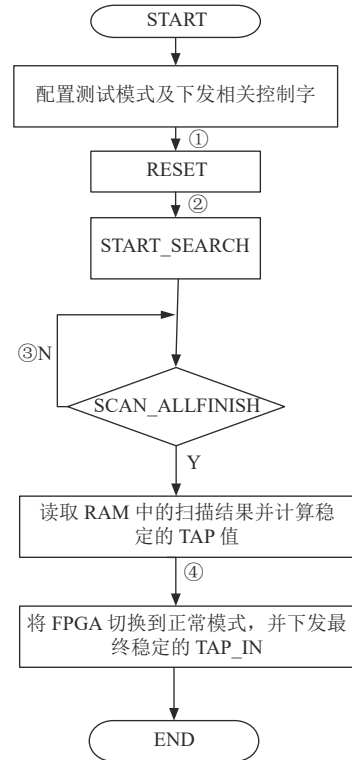 START
配置测试模式及下发相关控制字
①
RESET
②
START_SEARCH
③N
SCAN_ALLFINISH
Y
读取 RAM 中的扫描结果并计算稳
定的 TAP 值
④
将 FPGA 切换到正常模式，并下发最
终稳定的 TAP_IN
END